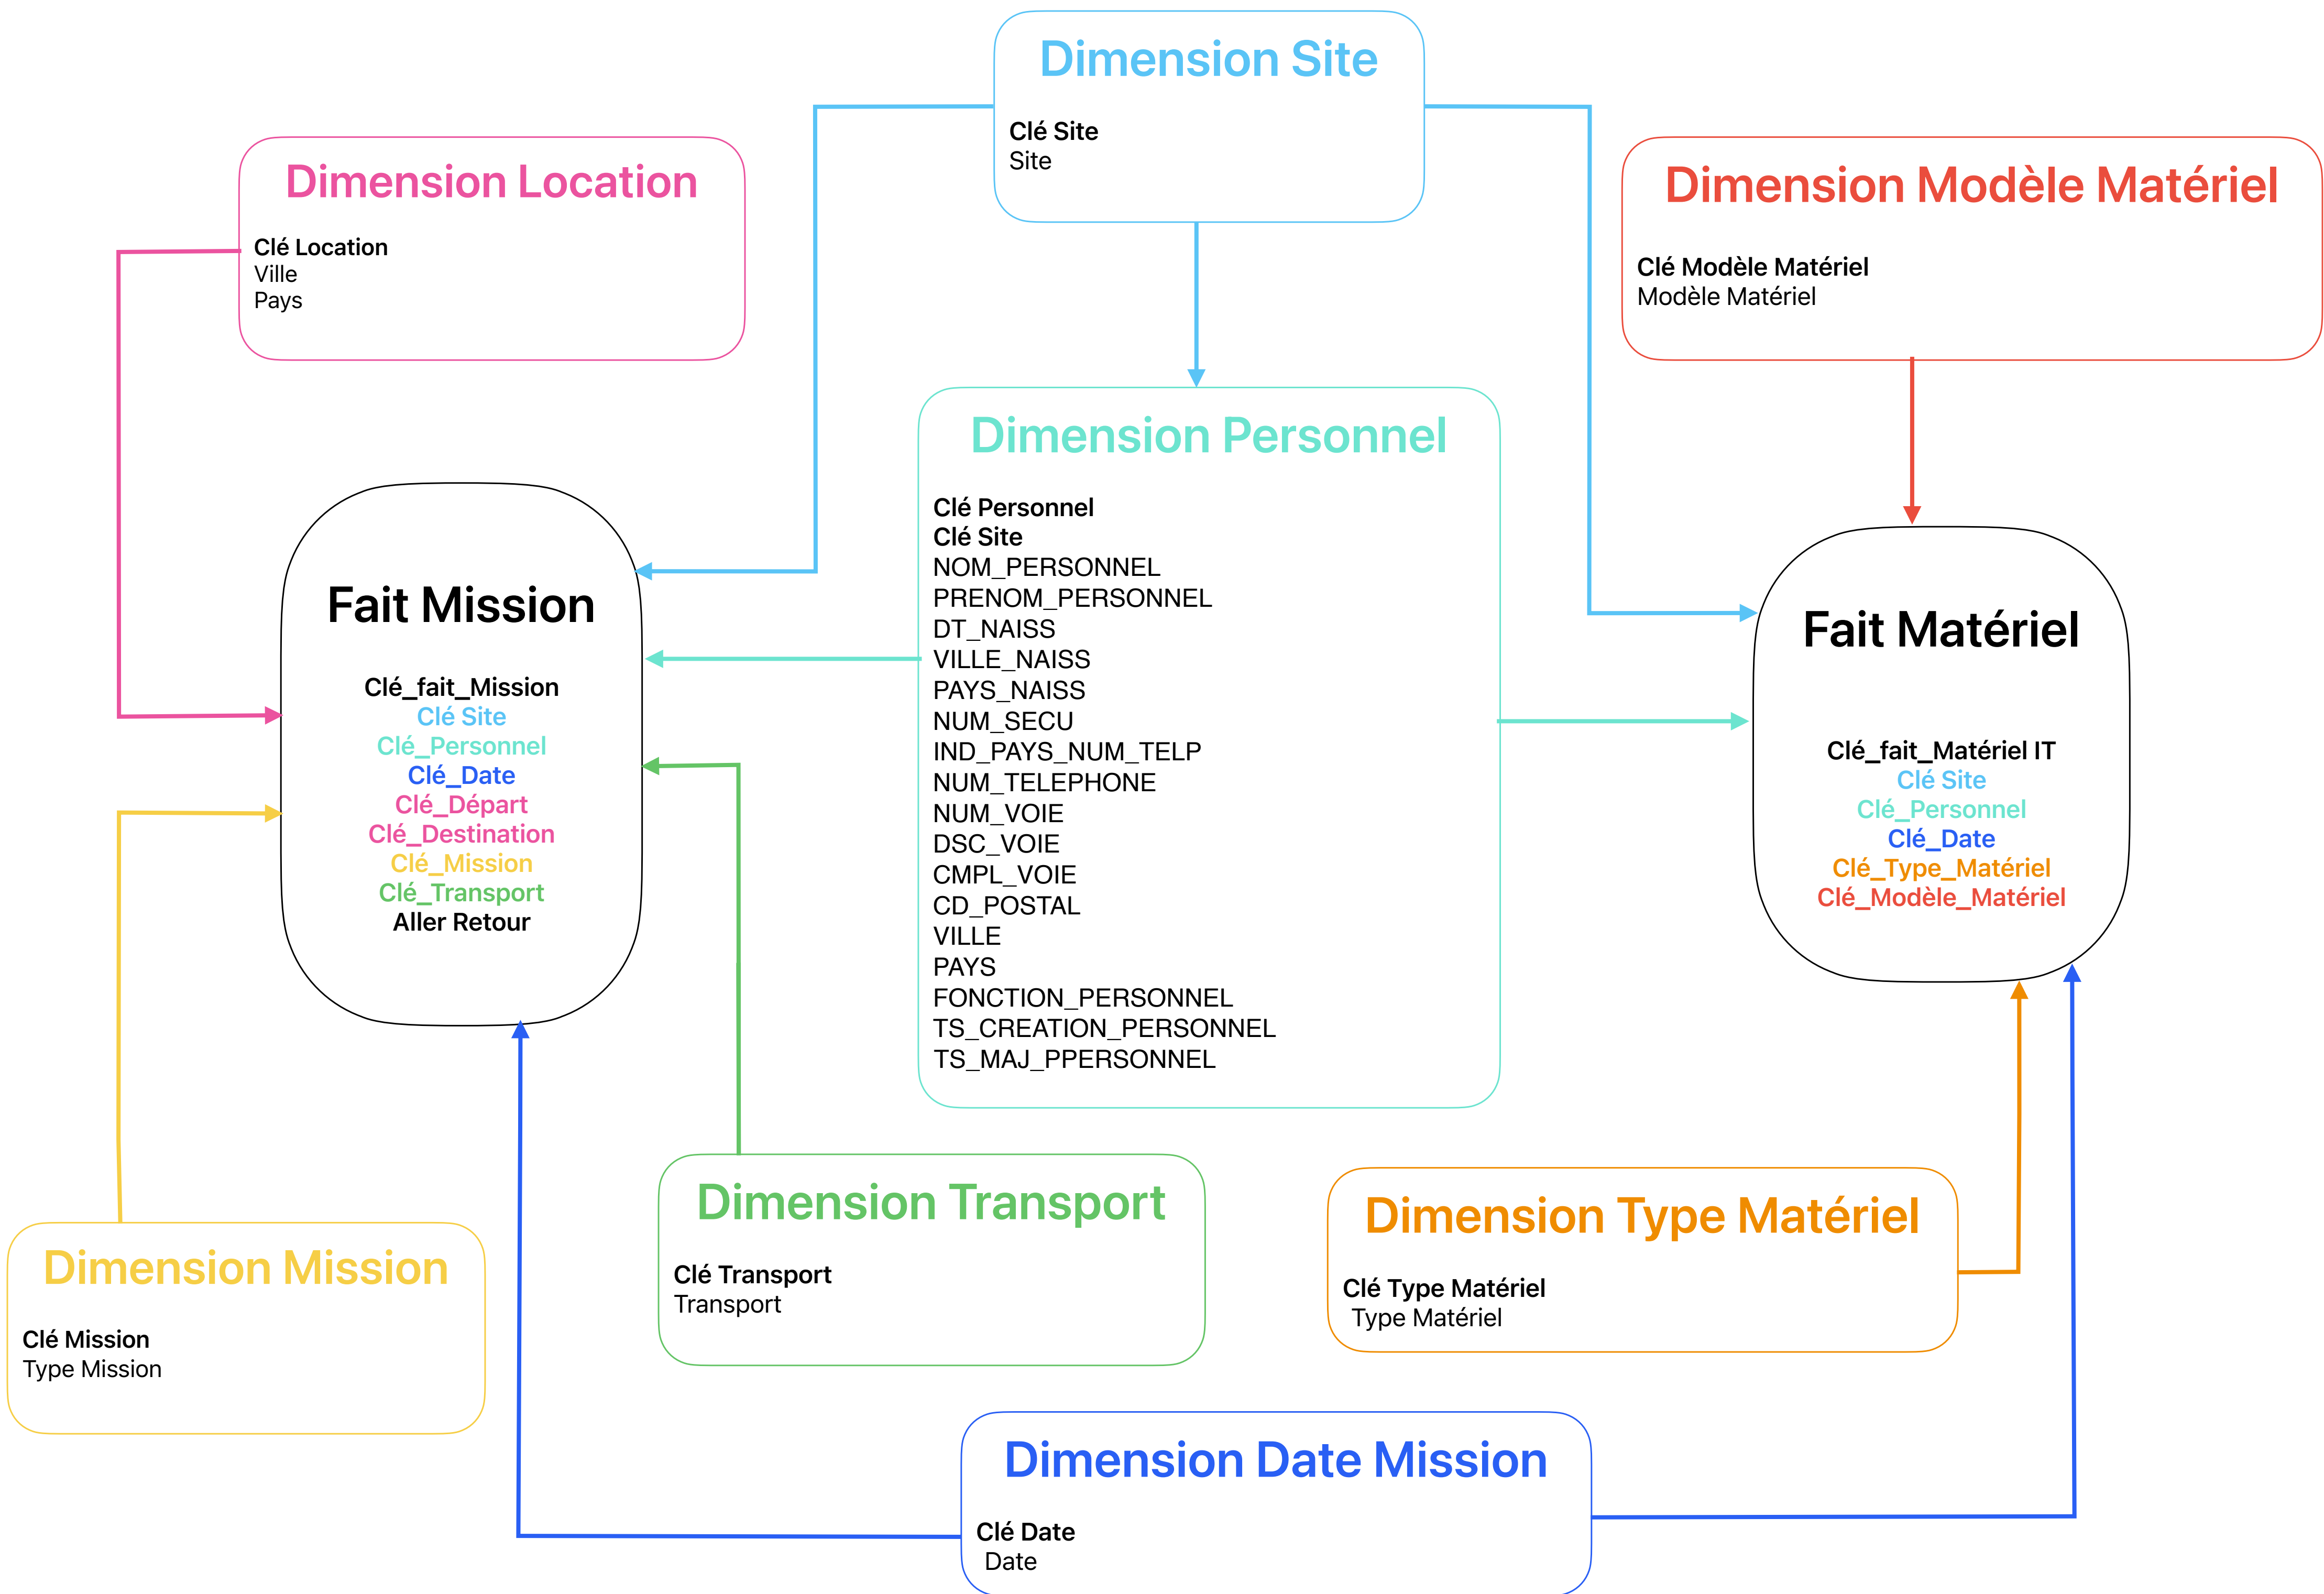 Dimension Site
Clé Site
Site
Dimension Location
Clé Location
Ville
Pays
Dimension Modèle Matériel
Clé Modèle Matériel
Modèle Matériel
Dimension Personnel
Clé Personnel
Clé Site
NOM_PERSONNEL
PRENOM_PERSONNEL
DT_NAISS
VILLE_NAISS
PAYS_NAISS
NUM_SECU
IND_PAYS_NUM_TELP
NUM_TELEPHONE
NUM_VOIE
DSC_VOIE
CMPL_VOIE
CD_POSTAL
VILLE
PAYS
FONCTION_PERSONNEL
TS_CREATION_PERSONNEL
TS_MAJ_PPERSONNEL
Fait Mission
Clé_fait_Mission
Clé Site
Clé_Personnel
Clé_Date
Clé_Départ
Clé_Destination
Clé_Mission
Clé_Transport
Aller Retour
Fait Matériel
Clé_fait_Matériel IT
Clé Site
Clé_Personnel
Clé_Date
Clé_Type_Matériel
Clé_Modèle_Matériel
Dimension Mission
Clé Mission
Type Mission
Dimension Transport
Clé Transport
Transport
Dimension Type Matériel
Clé Type Matériel
Type Matériel
Dimension Date Mission
Clé Date
Date